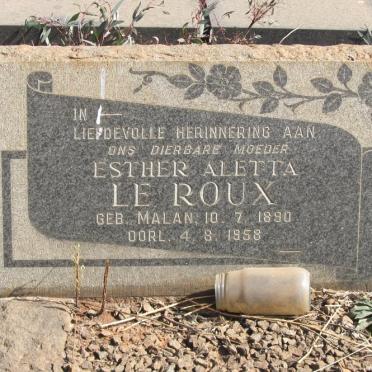 IN
LIEFDEVOLLE HERINNERING AAN
ONS DIERBARE MOEDER
ESTHER ALETTA
LE ROUX
GEB. MALAN, 10. 7. 1890
OORL. 4. 8. 1958